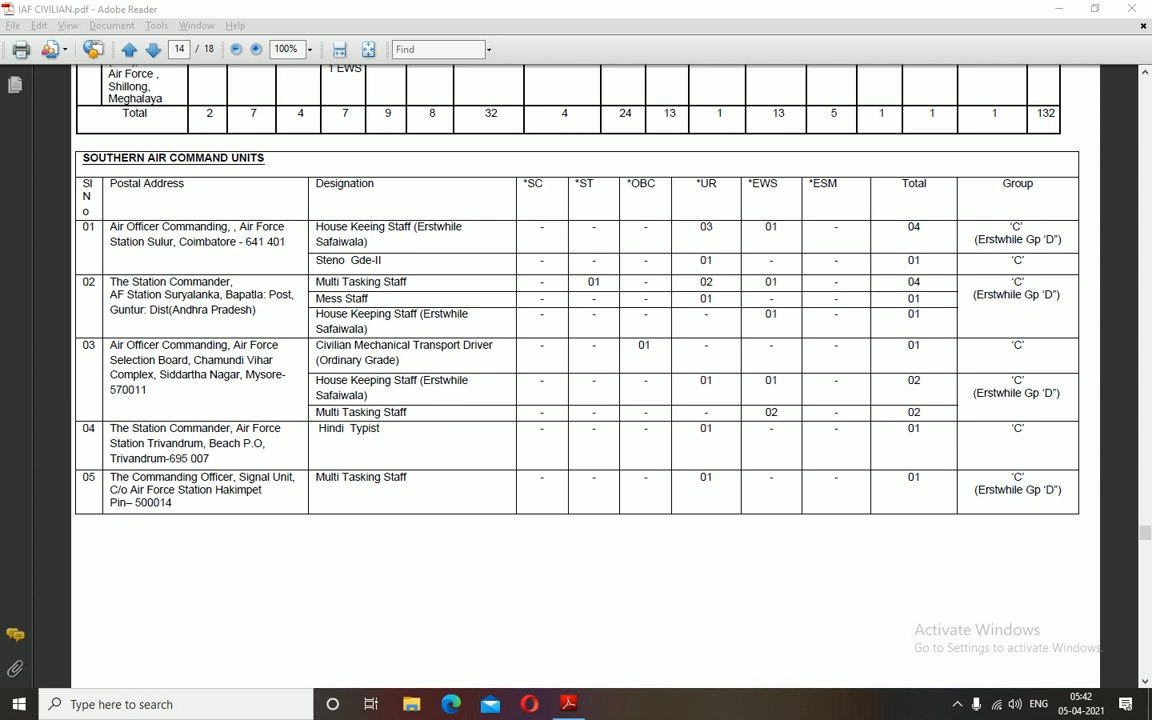 IAF CIVILIAN.pdf - Adobe Reader
File Edit View Document Tools Window Help
14 / 18 100% Find
Air Force ,
Shillong,
Meghalaya
1 EWS
Total 2 7 4 7 9 8 32 4 24 13 1 13 5 1 1 1 132
SOUTHERN AIR COMMAND UNITS
Sl
N
o
Postal Address Designation *SC *ST *OBC *UR *EWS *ESM Total Group
01 Air Officer Commanding, , Air Force
Station Sulur, Coimbatore - 641 401
House Keeing Staff (Erstwhile
Safaiwala)
- - - 03 01 - 04 ‘C’
(Erstwhile Gp ‘D”)
Steno Gde-II - - - 01 - - 01 ‘C’
02 The Station Commander,
AF Station Suryalanka, Bapatla: Post,
Guntur: Dist(Andhra Pradesh)
Multi Tasking Staff - 01 - 02 01 - 04 ‘C’
(Erstwhile Gp ‘D”)
Mess Staff - - - 01 - - 01
House Keeping Staff (Erstwhile
Safaiwala)
- - - - 01 - 01
03 Air Officer Commanding, Air Force
Selection Board, Chamundi Vihar
Complex, Siddartha Nagar, Mysore-
570011
Civilian Mechanical Transport Driver
(Ordinary Grade)
- - 01 - - - 01 ‘C’
House Keeping Staff (Erstwhile
Safaiwala)
- - - 01 01 - 02 ‘C’
(Erstwhile Gp ‘D”)
Multi Tasking Staff - - - - 02 - 02
04 The Station Commander, Air Force
Station Trivandrum, Beach P.O,
Trivandrum-695 007
Hindi Typist - - - 01 - - 01 ‘C’
05 The Commanding Officer, Signal Unit,
C/o Air Force Station Hakimpet
Pin– 500014
Multi Tasking Staff - - - 01 - - 01 ‘C’
(Erstwhile Gp ‘D”)
Activate Windows
Go to Settings to activate Windows.
Type here to search
ENG
05:42
05-04-2021